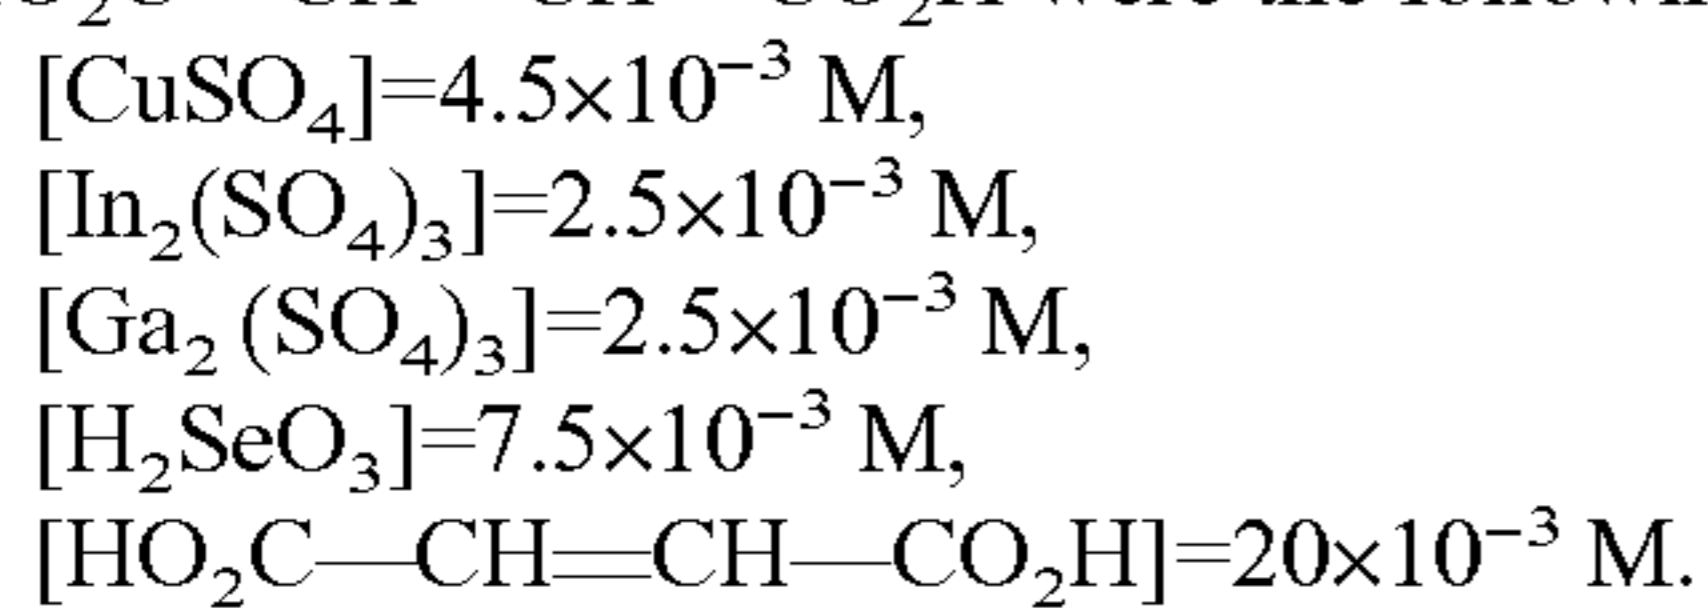 [CuSO₄]=4.5×10⁻³ M,
[In₂(SO₄)₃]=2.5×10⁻³ M,
[Ga₂ (SO₄)₃]=2.5×10⁻³ M,
[H₂SeO₃]=7.5×10⁻³ M,
[HO₂C—CH=CH—CO₂H]=20×10⁻³ M.